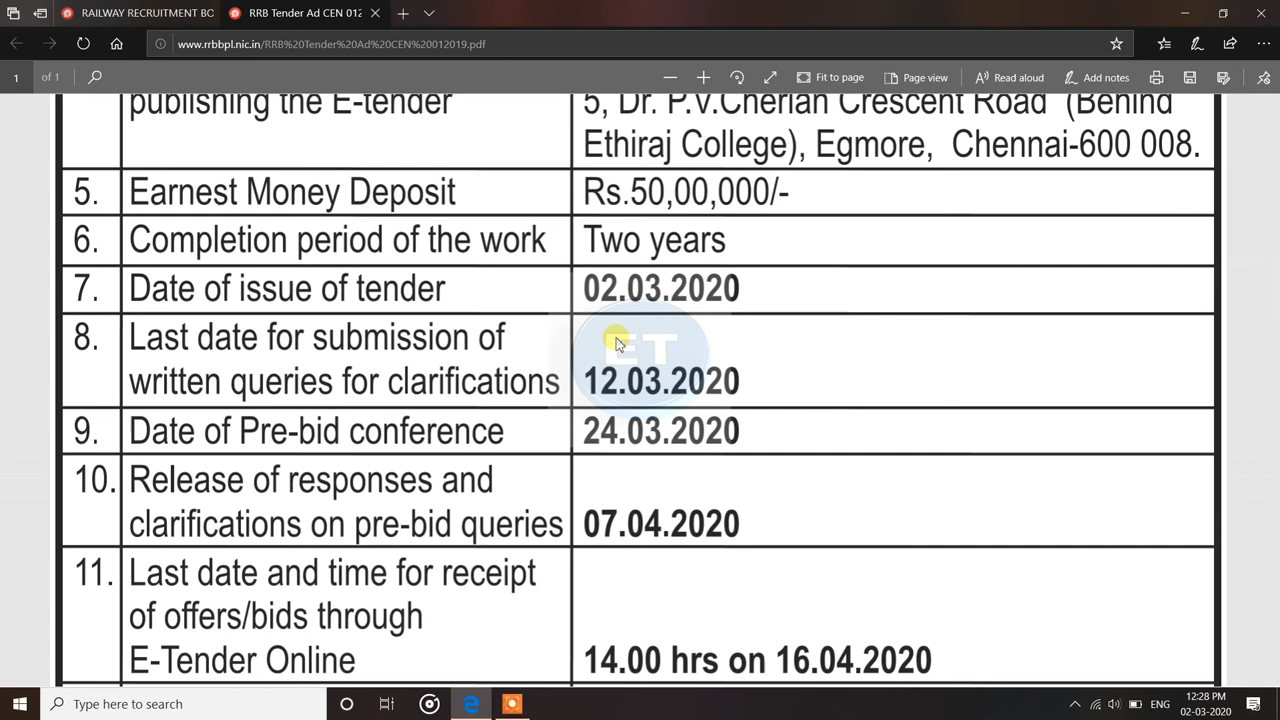 RAILWAY RECRUITMENT BC
RRB Tender Ad CEN 012
www.rrbbpl.nic.in/RRB%20Tender%20Ad%20CEN%20012019.pdf
1 of 1
Fit to page
Page view
Read aloud
Add notes
publishing the E-tender
5, Dr. P.V.Cherian Crescent Road (Behind
Ethiraj College), Egmore, Chennai-600 008.
5. Earnest Money Deposit Rs.50,00,000/-
6. Completion period of the work Two years
7. Date of issue of tender 02.03.2020
8. Last date for submission of
written queries for clarifications 12.03.2020
ET
9. Date of Pre-bid conference 24.03.2020
10. Release of responses and
clarifications on pre-bid queries 07.04.2020
11. Last date and time for receipt
of offers/bids through
E-Tender Online 14.00 hrs on 16.04.2020
Type here to search
ENG
12:28 PM
02-03-2020